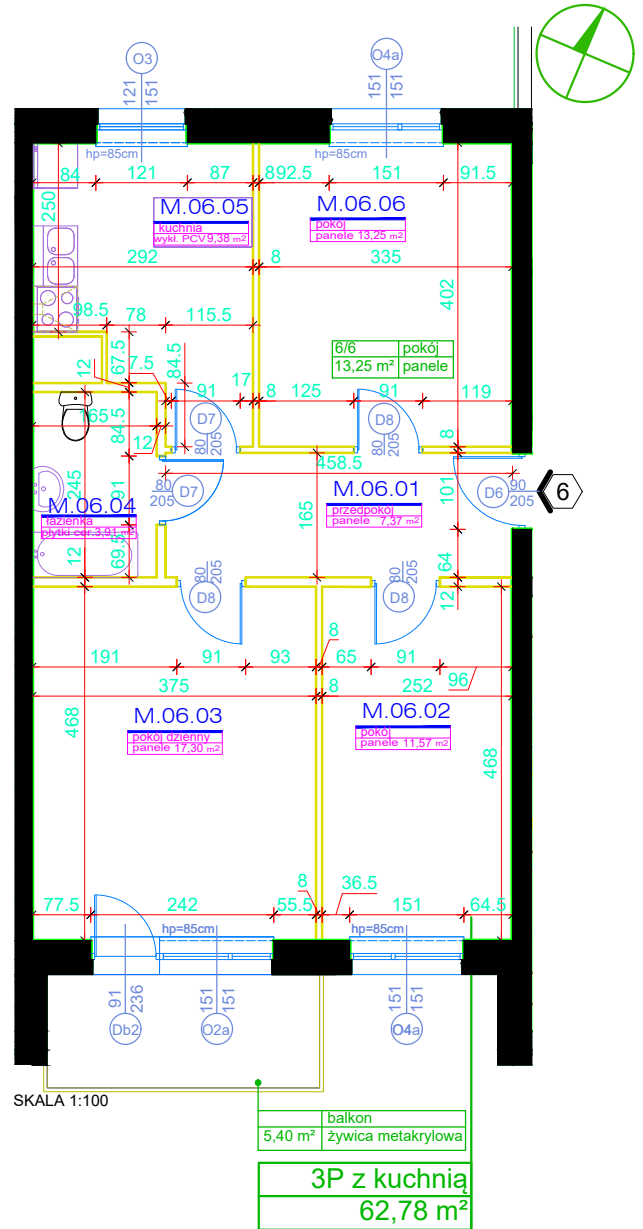 O3
121
151
O4a
151
151
hp=85cm
hp=85cm
84
121
87
8
92.5
151
91.5
250
M.06.05
kuchnia
wykł. PCV 9,38 m²
M.06.06
pokój
panele 13,25 m²
292
8
335
402
98.5
78
115.5
67.5
12
7.5
84.5
91
17
8
125
91
119
6/6 pokój
13,25 m² panele
165
84.5
12
D7
80
205
D8
80
205
8
458.5
245
91
M.06.04
łazienka
płytki cer. 3,91 m²
80
205
D7
M.06.01
przedpokój
panele 7,37 m²
165
101
D6
90
205
6
12
69.5
64
12
80
205
D8
80
205
D8
8
191
91
93
65
91
96
375
8
252
468
M.06.03
pokój dzienny
panele 17,30 m²
M.06.02
pokój
panele 11,57 m²
468
8
36.5
77.5
242
55.5
151
64.5
hp=85cm
hp=85cm
91
236
Db2
151
151
O2a
151
151
O4a
SKALA 1:100
balkon
5,40 m² żywica metakrylowa
3P z kuchnią
62,78 m²